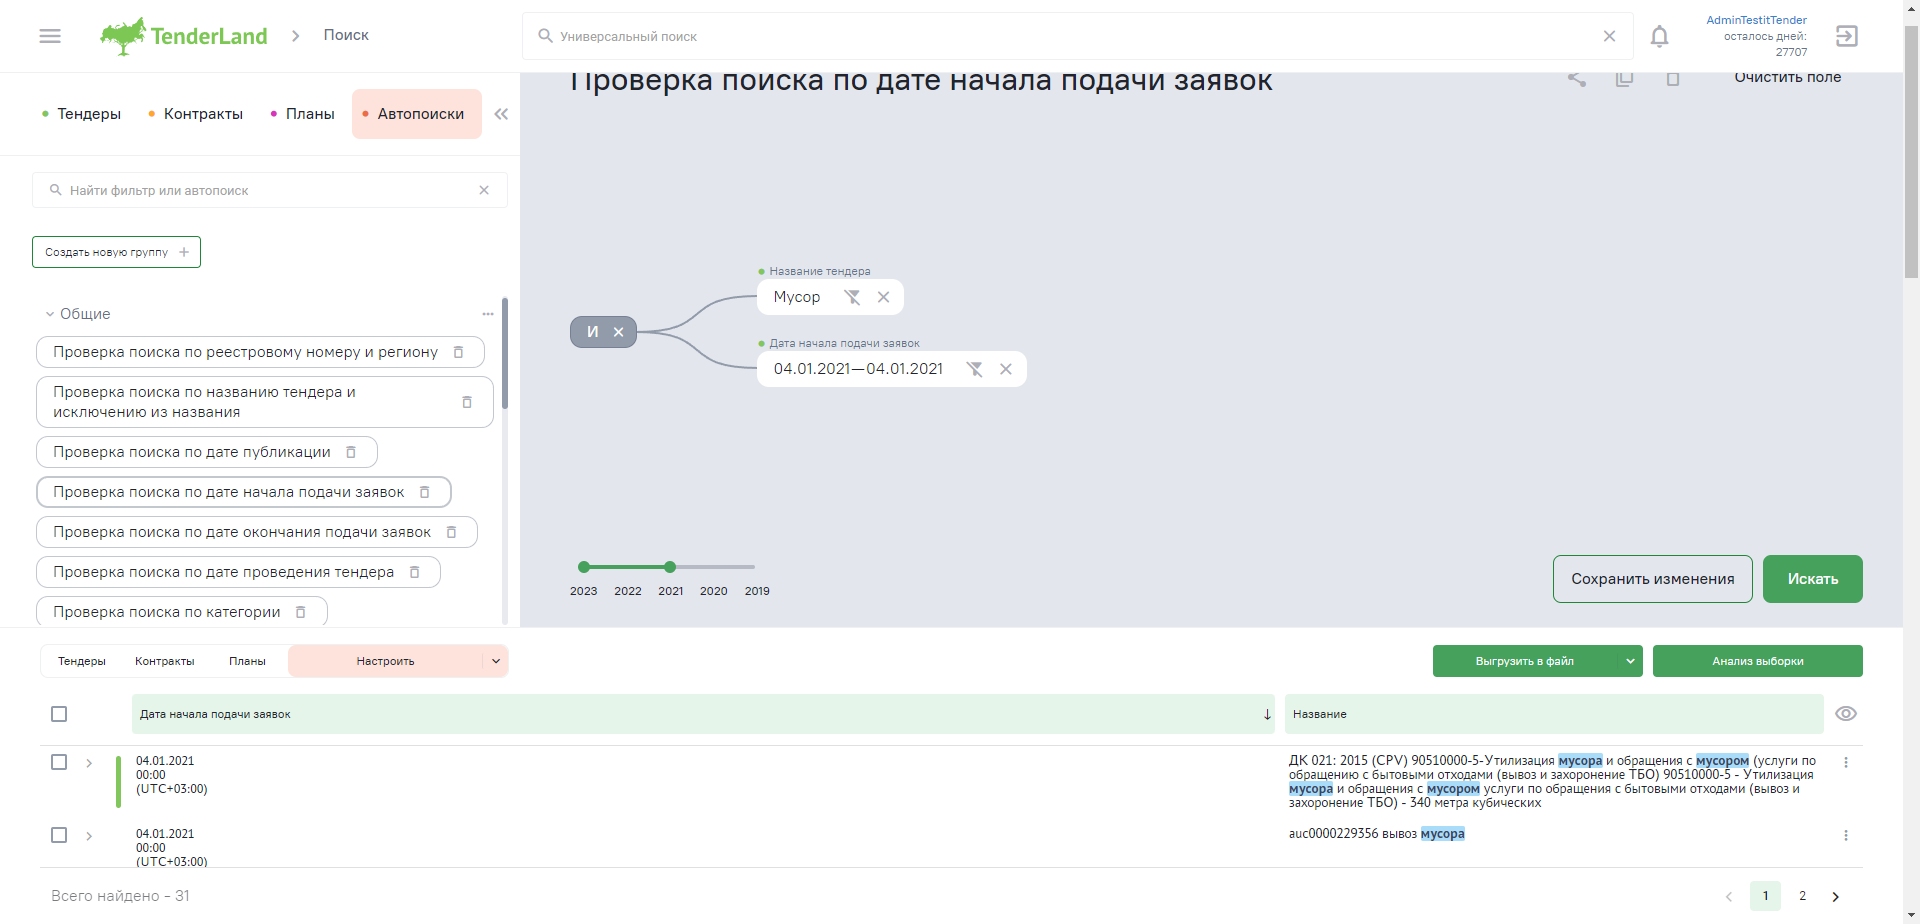 TenderLand
Поиск
Универсальный поиск
AdminTestitTender
осталось дней:
27707
Тендеры
Контракты
Планы
Автопоиски
Проверка поиска по дате начала подачи заявок
Очистить поле
Найти фильтр или автопоиск
Создать новую группу
Общие
Проверка поиска по реестровому номеру и региону
Проверка поиска по названию тендера и
исключению из названия
Проверка поиска по дате публикации
Проверка поиска по дате начала подачи заявок
Проверка поиска по дате окончания подачи заявок
Проверка поиска по дате проведения тендера
Проверка поиска по категории
И
Название тендера
Мусор
Дата начала подачи заявок
04.01.2021—04.01.2021
2023 2022 2021 2020 2019
Сохранить изменения
Искать
Тендеры
Контракты
Планы
Настроить
Выгрузить в файл
Анализ выборки
Дата начала подачи заявок
Название
04.01.2021
00:00
(UTC+03:00)
ДК 021: 2015 (CPV) 90510000-5-Утилизация мусора и обращения с мусором (услуги по
обращению с бытовыми отходами (вывоз и захоронение ТБО) 90510000-5 - Утилизация
мусора и обращения с мусором услуги по обращения с бытовыми отходами (вывоз и
захоронение ТБО) - 340 метра кубических
04.01.2021
00:00
(UTC+03:00)
auc0000229356 вывоз мусора
Всего найдено - 31
1 2